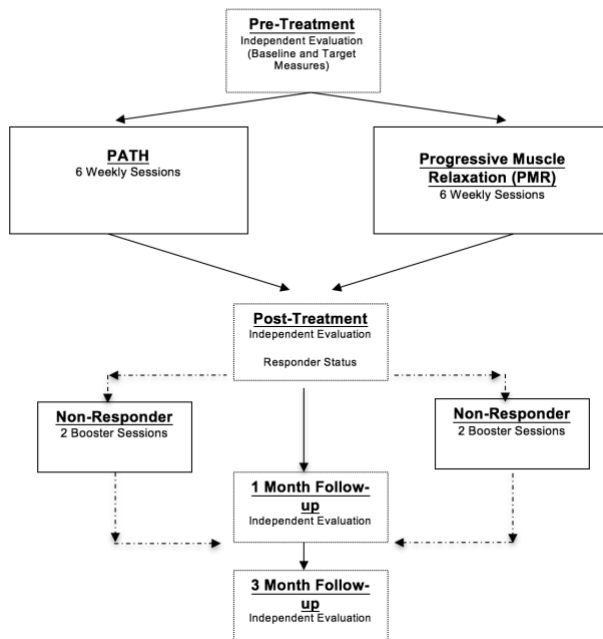 Pre-Treatment
Independent Evaluation
(Baseline and Target
Measures)
PATH
6 Weekly Sessions
Progressive Muscle
Relaxation (PMR)
6 Weekly Sessions
Post-Treatment
Independent Evaluation
Responder Status
Non-Responder
2 Booster Sessions
Non-Responder
2 Booster Sessions
1 Month Follow-
up
Independent Evaluation
3 Month Follow-
up
Independent Evaluation